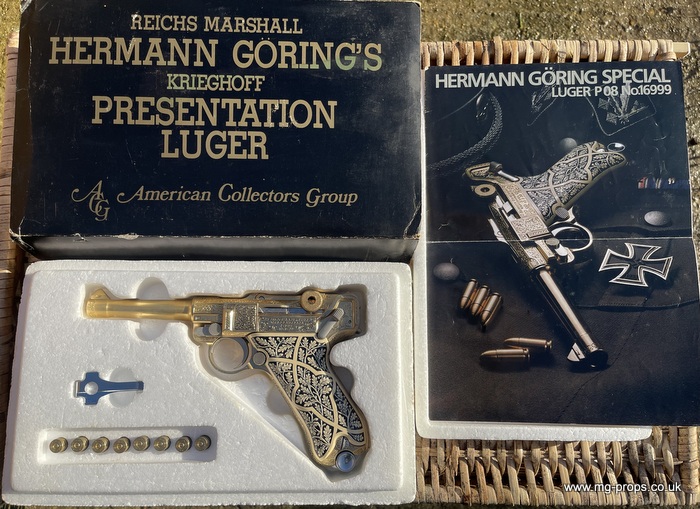 REICHS MARSHALL
HERMANN GÖRING'S
KRIEGHOFF
PRESENTATION
LUGER
ACG American Collectors Group
HERMANN GÖRING SPECIAL
LUGER P 08 No.16999
www.mg-props.co.uk